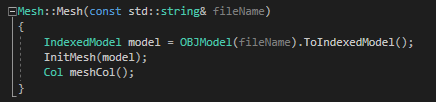 Mesh::Mesh(const std::string& fileName)
{
IndexedModel model = OBJModel(fileName).ToIndexedModel();
InitMesh(model);
Col meshCol();
}